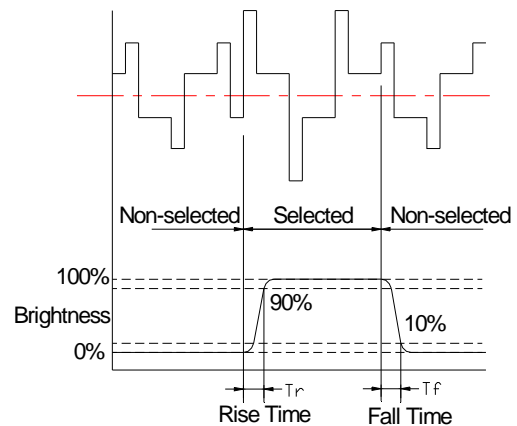 Non-selected Selected Non-selected
100%
90%
Brightness
10%
0%
Tr Tf
Rise Time Fall Time